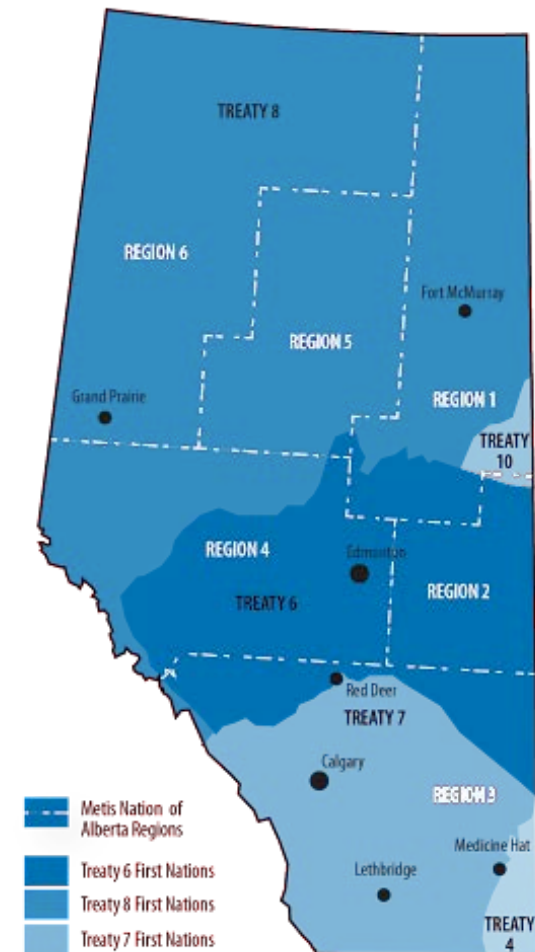 TREATY 8
REGION 6
Fort McMurray
REGION 5
Grand Prairie
REGION 1
TREATY
10
REGION 4
Edmonton
REGION 2
TREATY 6
Red Deer
TREATY 7
Calgary
REGION 3
Metis Nation of
Alberta Regions
Medicine Hat
Treaty 6 First Nations
Lethbridge
Treaty 8 First Nations
TREATY
4
Treaty 7 First Nations